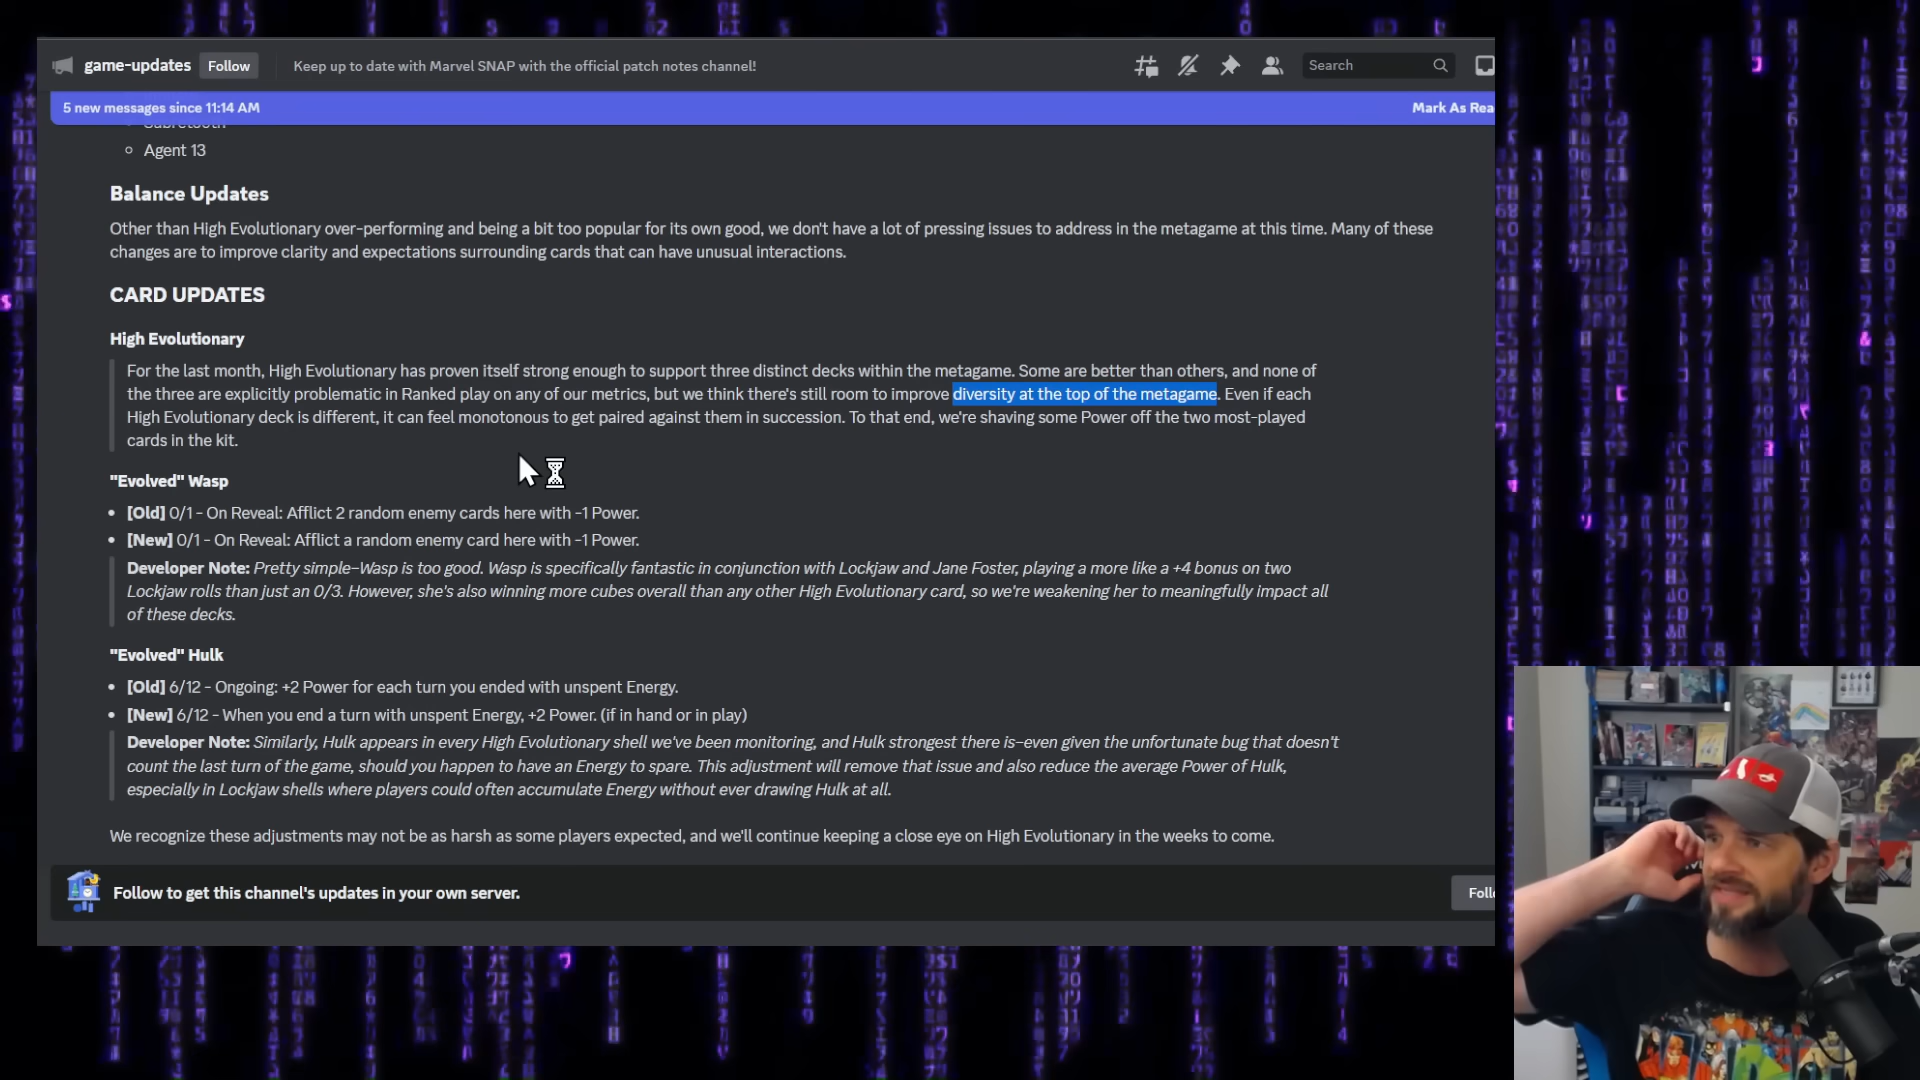 game-updates
Follow
Keep up to date with Marvel SNAP with the official patch notes channel!
Search
5 new messages since 11:14 AM
Mark As Rea
Sabretooth
Agent 13
Balance Updates
Other than High Evolutionary over-performing and being a bit too popular for its own good, we don't have a lot of pressing issues to address in the metagame at this time. Many of these
changes are to improve clarity and expectations surrounding cards that can have unusual interactions.
CARD UPDATES
High Evolutionary
For the last month, High Evolutionary has proven itself strong enough to support three distinct decks within the metagame. Some are better than others, and none of
the three are explicitly problematic in Ranked play on any of our metrics, but we think there's still room to improve diversity at the top of the metagame. Even if each
High Evolutionary deck is different, it can feel monotonous to get paired against them in succession. To that end, we're shaving some Power off the two most-played
cards in the kit.
"Evolved" Wasp
• [Old] 0/1 - On Reveal: Afflict 2 random enemy cards here with -1 Power.
• [New] 0/1 - On Reveal: Afflict a random enemy card here with -1 Power.
Developer Note: Pretty simple–Wasp is too good. Wasp is specifically fantastic in conjunction with Lockjaw and Jane Foster, playing a more like a +4 bonus on two
Lockjaw rolls than just an 0/3. However, she's also winning more cubes overall than any other High Evolutionary card, so we're weakening her to meaningfully impact all
of these decks.
"Evolved" Hulk
• [Old] 6/12 - Ongoing: +2 Power for each turn you ended with unspent Energy.
• [New] 6/12 - When you end a turn with unspent Energy, +2 Power. (if in hand or in play)
Developer Note: Similarly, Hulk appears in every High Evolutionary shell we've been monitoring, and Hulk strongest there is–even given the unfortunate bug that doesn't
count the last turn of the game, should you happen to have an Energy to spare. This adjustment will remove that issue and also reduce the average Power of Hulk,
especially in Lockjaw shells where players could often accumulate Energy without ever drawing Hulk at all.
We recognize these adjustments may not be as harsh as some players expected, and we'll continue keeping a close eye on High Evolutionary in the weeks to come.
Follow to get this channel's updates in your own server.
Foll